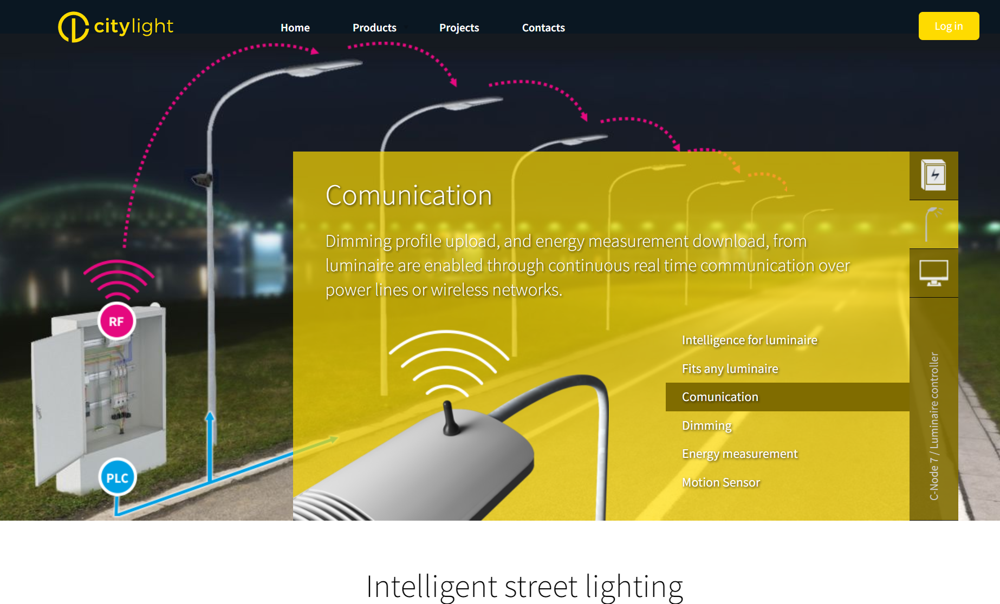 citylight
Home
Products
Projects
Contacts
Log in
Comunication
Dimming profile upload, and energy measurement download, from
luminaire are enabled through continuous real time communication over
power lines or wireless networks.
RF
PLC
Intelligence for luminaire
Fits any luminaire
Comunication
Dimming
Energy measurement
Motion Sensor
C-Node 7 / Luminaire controller
Intelligent street lighting